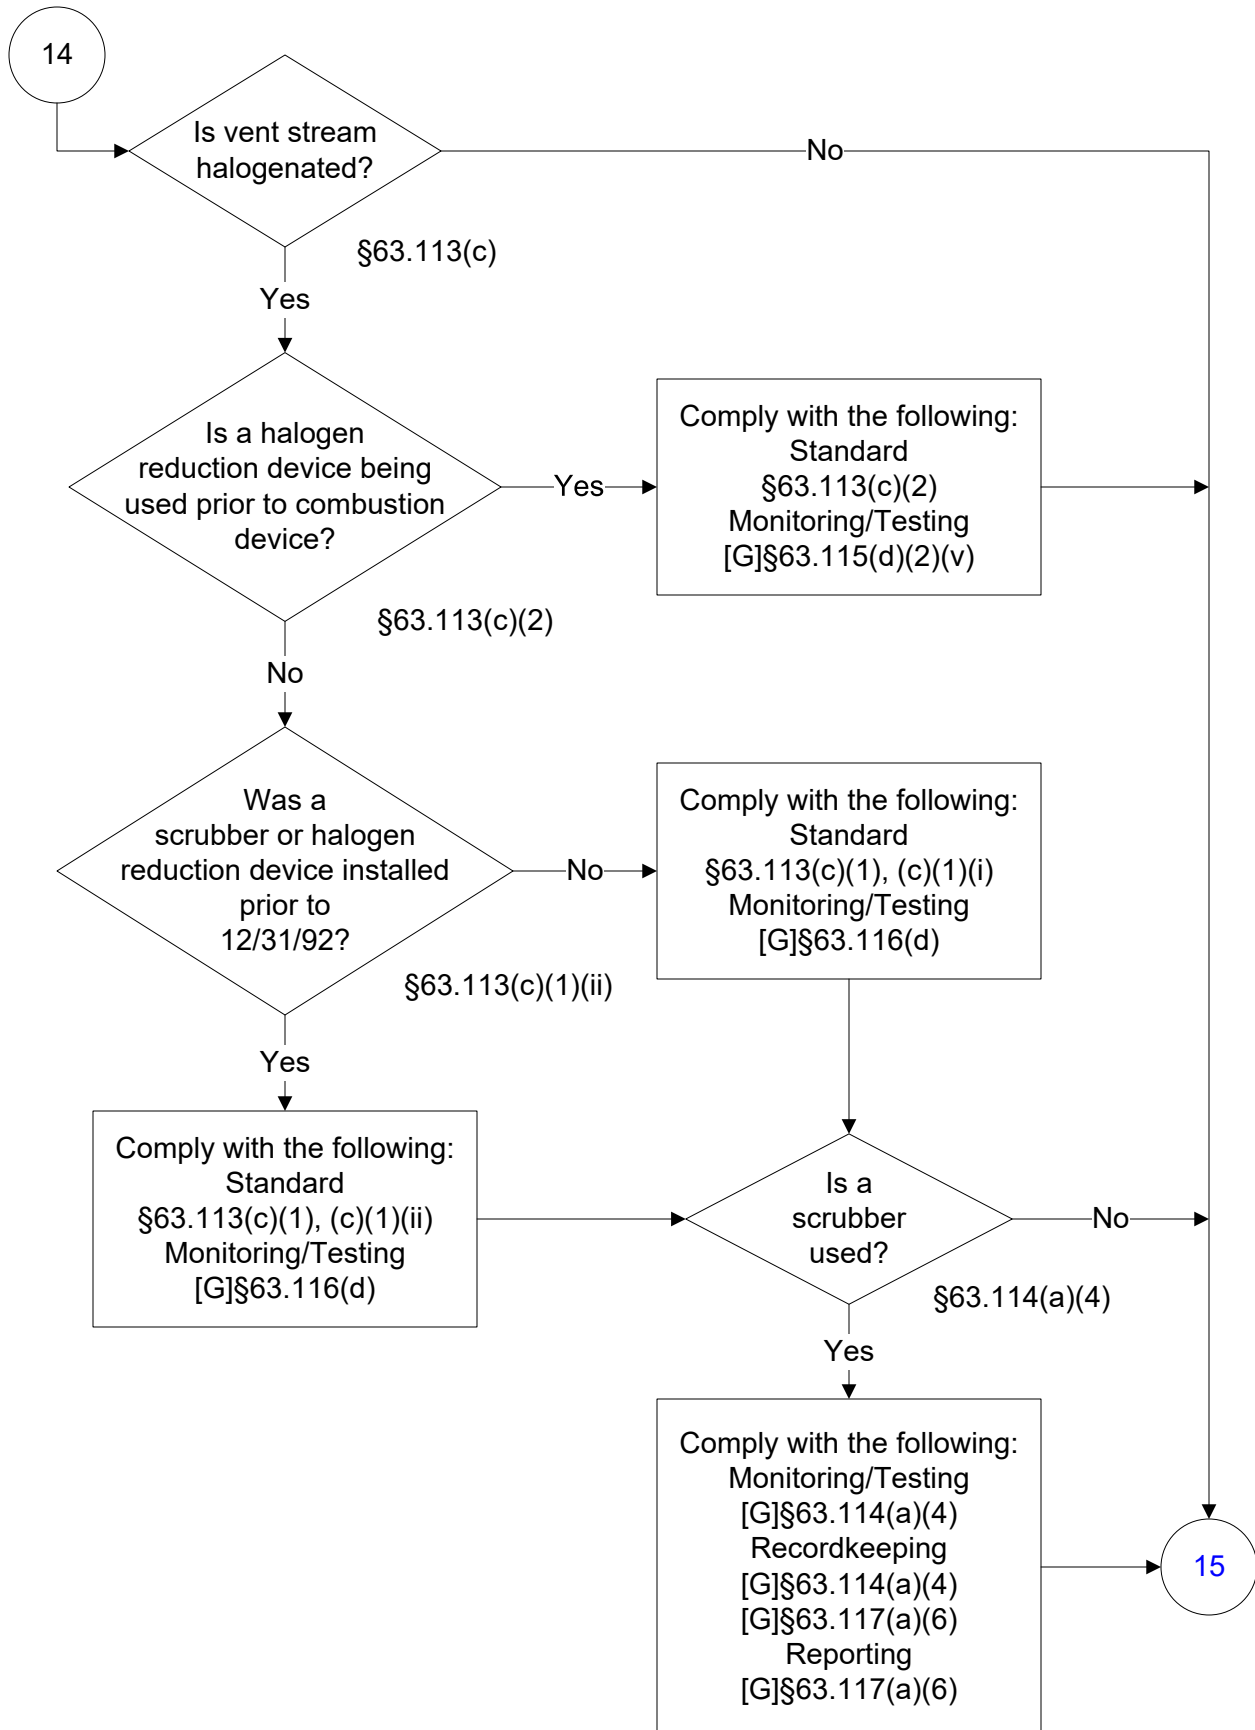 14
Is vent stream
halogenated?
No
§63.113(c)
Yes
Is a halogen
reduction device being
used prior to combustion
device?
Yes
Comply with the following:
Standard
§63.113(c)(2)
Monitoring/Testing
[G]§63.115(d)(2)(v)
§63.113(c)(2)
No
Was a
scrubber or halogen
reduction device installed
prior to
12/31/92?
No
Comply with the following:
Standard
§63.113(c)(1), (c)(1)(i)
Monitoring/Testing
[G]§63.116(d)
§63.113(c)(1)(ii)
Yes
Comply with the following:
Standard
§63.113(c)(1), (c)(1)(ii)
Monitoring/Testing
[G]§63.116(d)
Is a
scrubber
used?
No
§63.114(a)(4)
Yes
Comply with the following:
Monitoring/Testing
[G]§63.114(a)(4)
Recordkeeping
[G]§63.114(a)(4)
[G]§63.117(a)(6)
Reporting
[G]§63.117(a)(6)
15